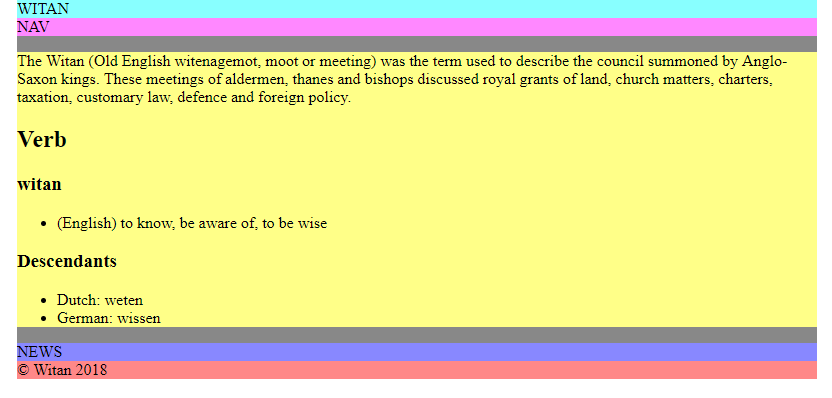 WITAN
NAV
The Witan (Old English witenagemot, moot or meeting) was the term used to describe the council summoned by Anglo-
Saxon kings. These meetings of aldermen, thanes and bishops discussed royal grants of land, church matters, charters,
taxation, customary law, defence and foreign policy.
Verb
witan
• (English) to know, be aware of, to be wise
Descendants
• Dutch: weten
• German: wissen
NEWS
© Witan 2018